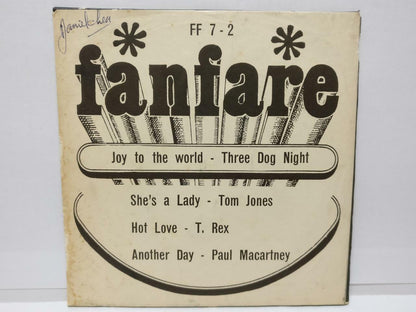 FF 7-2
fanfare
Joy to the world - Three Dog Night
She's a Lady - Tom Jones
Hot Love - T. Rex
Another Day - Paul Macartney